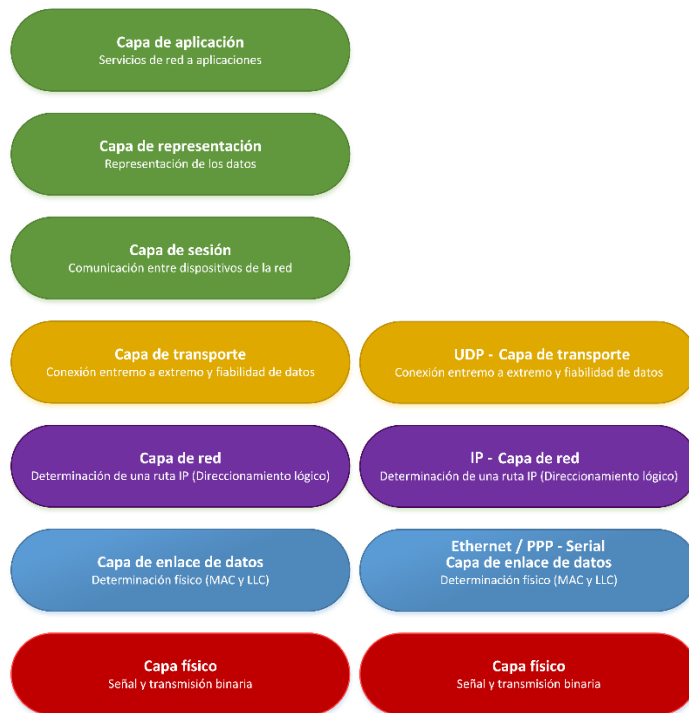 Capa de aplicación
Servicios de red a aplicaciones
Capa de representación
Representación de los datos
Capa de sesión
Comunicación entre dispositivos de la red
Capa de transporte
Conexión entremo a extremo y fiabilidad de datos
UDP - Capa de transporte
Conexión entremo a extremo y fiabilidad de datos
Capa de red
Determinación de una ruta IP (Direccionamiento lógico)
IP - Capa de red
Determinación de una ruta IP (Direccionamiento lógico)
Capa de enlace de datos
Determinación físico (MAC y LLC)
Ethernet / PPP - Serial
Capa de enlace de datos
Determinación físico (MAC y LLC)
Capa físico
Señal y transmisión binaria
Capa físico
Señal y transmisión binaria